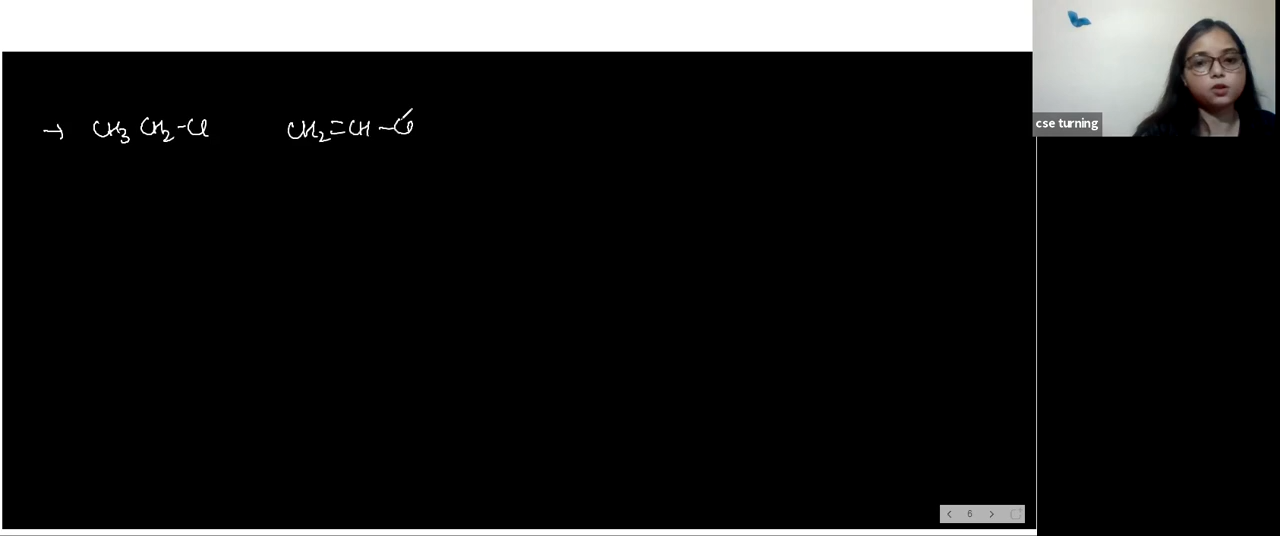 → CH₃ CH₂-Cl CH₂=CH-Cl
cse turning
6